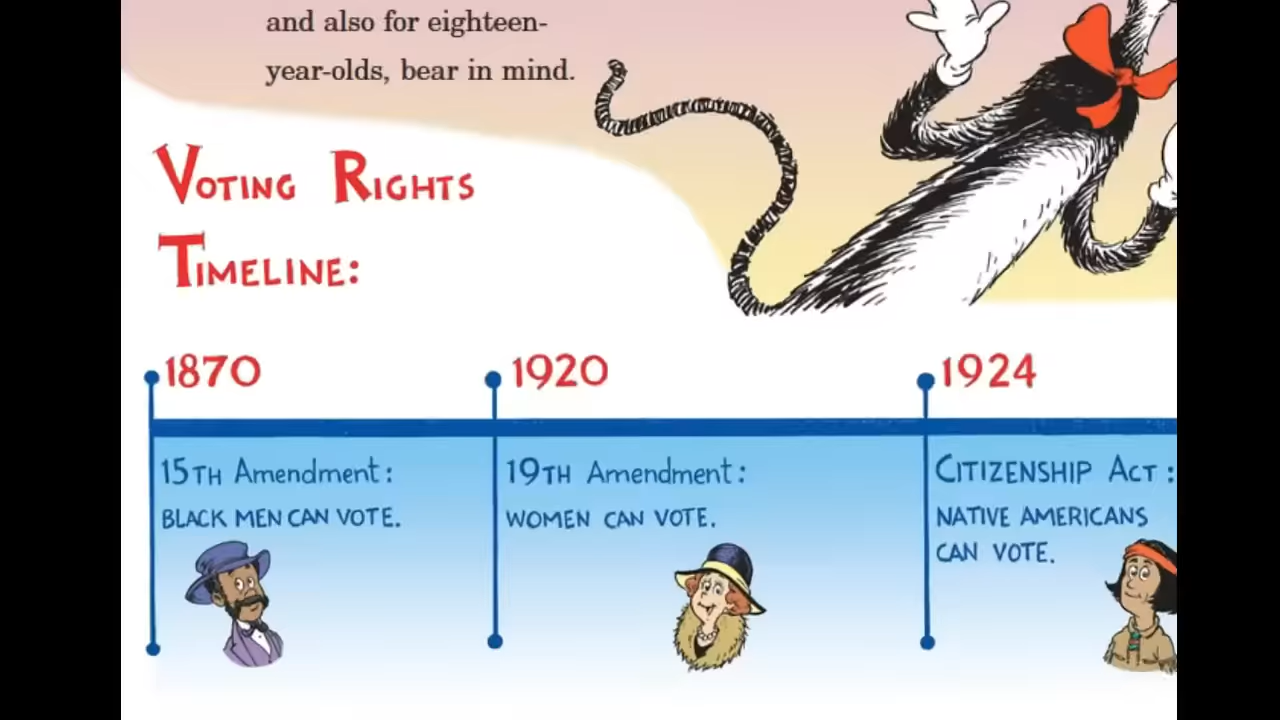 and also for eighteen-
year-olds, bear in mind.
VOTING RIGHTS
TIMELINE:
1870
15TH Amendment:
BLACK MEN CAN VOTE.
1920
19TH Amendment:
WOMEN CAN VOTE.
1924
CITIZENSHIP ACT:
NATIVE AMERICANS
CAN VOTE.